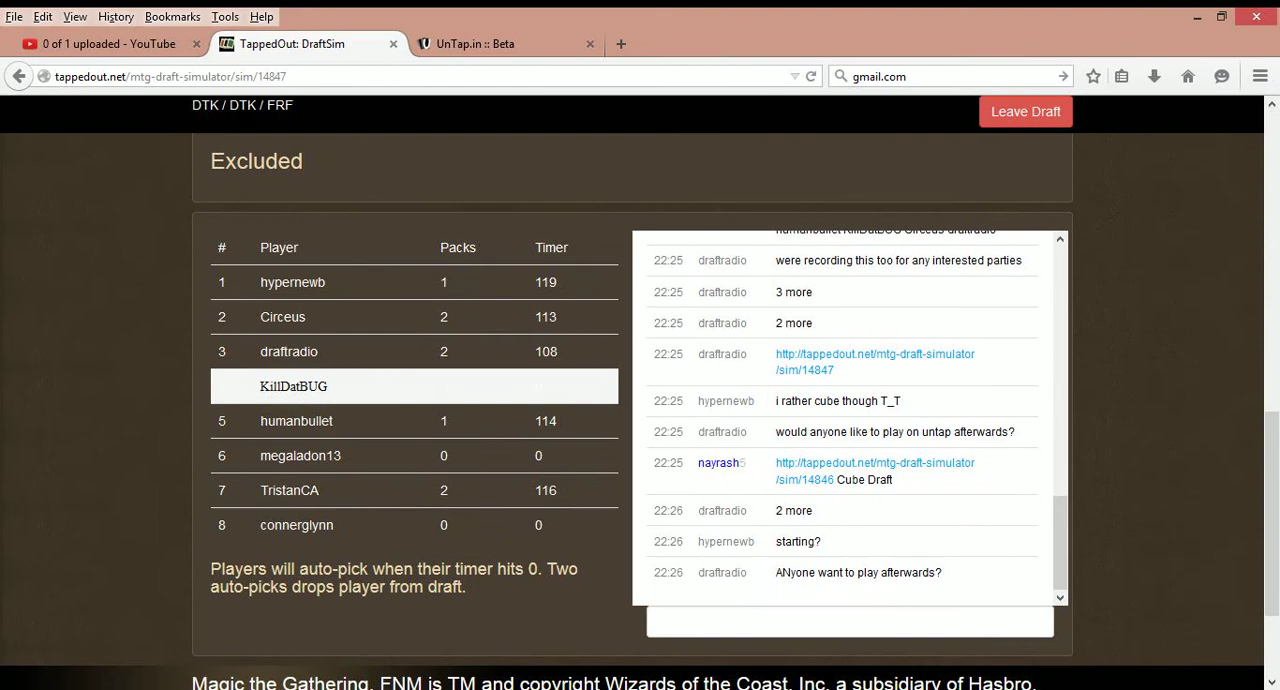 File Edit View History Bookmarks Tools Help
0 of 1 uploaded - YouTube
TappedOut: DraftSim
UnTap.in :: Beta
tappedout.net/mtg-draft-simulator/sim/14847
gmail.com
DTK / DTK / FRF
Leave Draft
Excluded
# Player Packs Timer
1 hypernewb 1 119
2 Circeus 2 113
3 draftradio 2 108
KillDatBUG
5 humanbullet 1 114
6 megaladon13 0 0
7 TristanCA 2 116
8 connerglynn 0 0
Players will auto-pick when their timer hits 0. Two
auto-picks drops player from draft.
humanbullet KillDatBUG Circeus draftradio
22:25 draftradio were recording this too for any interested parties
22:25 draftradio 3 more
22:25 draftradio 2 more
22:25 draftradio http://tappedout.net/mtg-draft-simulator
/sim/14847
22:25 hypernewb i rather cube though T_T
22:25 draftradio would anyone like to play on untap afterwards?
22:25 nayrash5 http://tappedout.net/mtg-draft-simulator
/sim/14846 Cube Draft
22:26 draftradio 2 more
22:26 hypernewb starting?
22:26 draftradio ANyone want to play afterwards?
Magic the Gathering, FNM is TM and copyright Wizards of the Coast, Inc, a subsidiary of Hasbro,